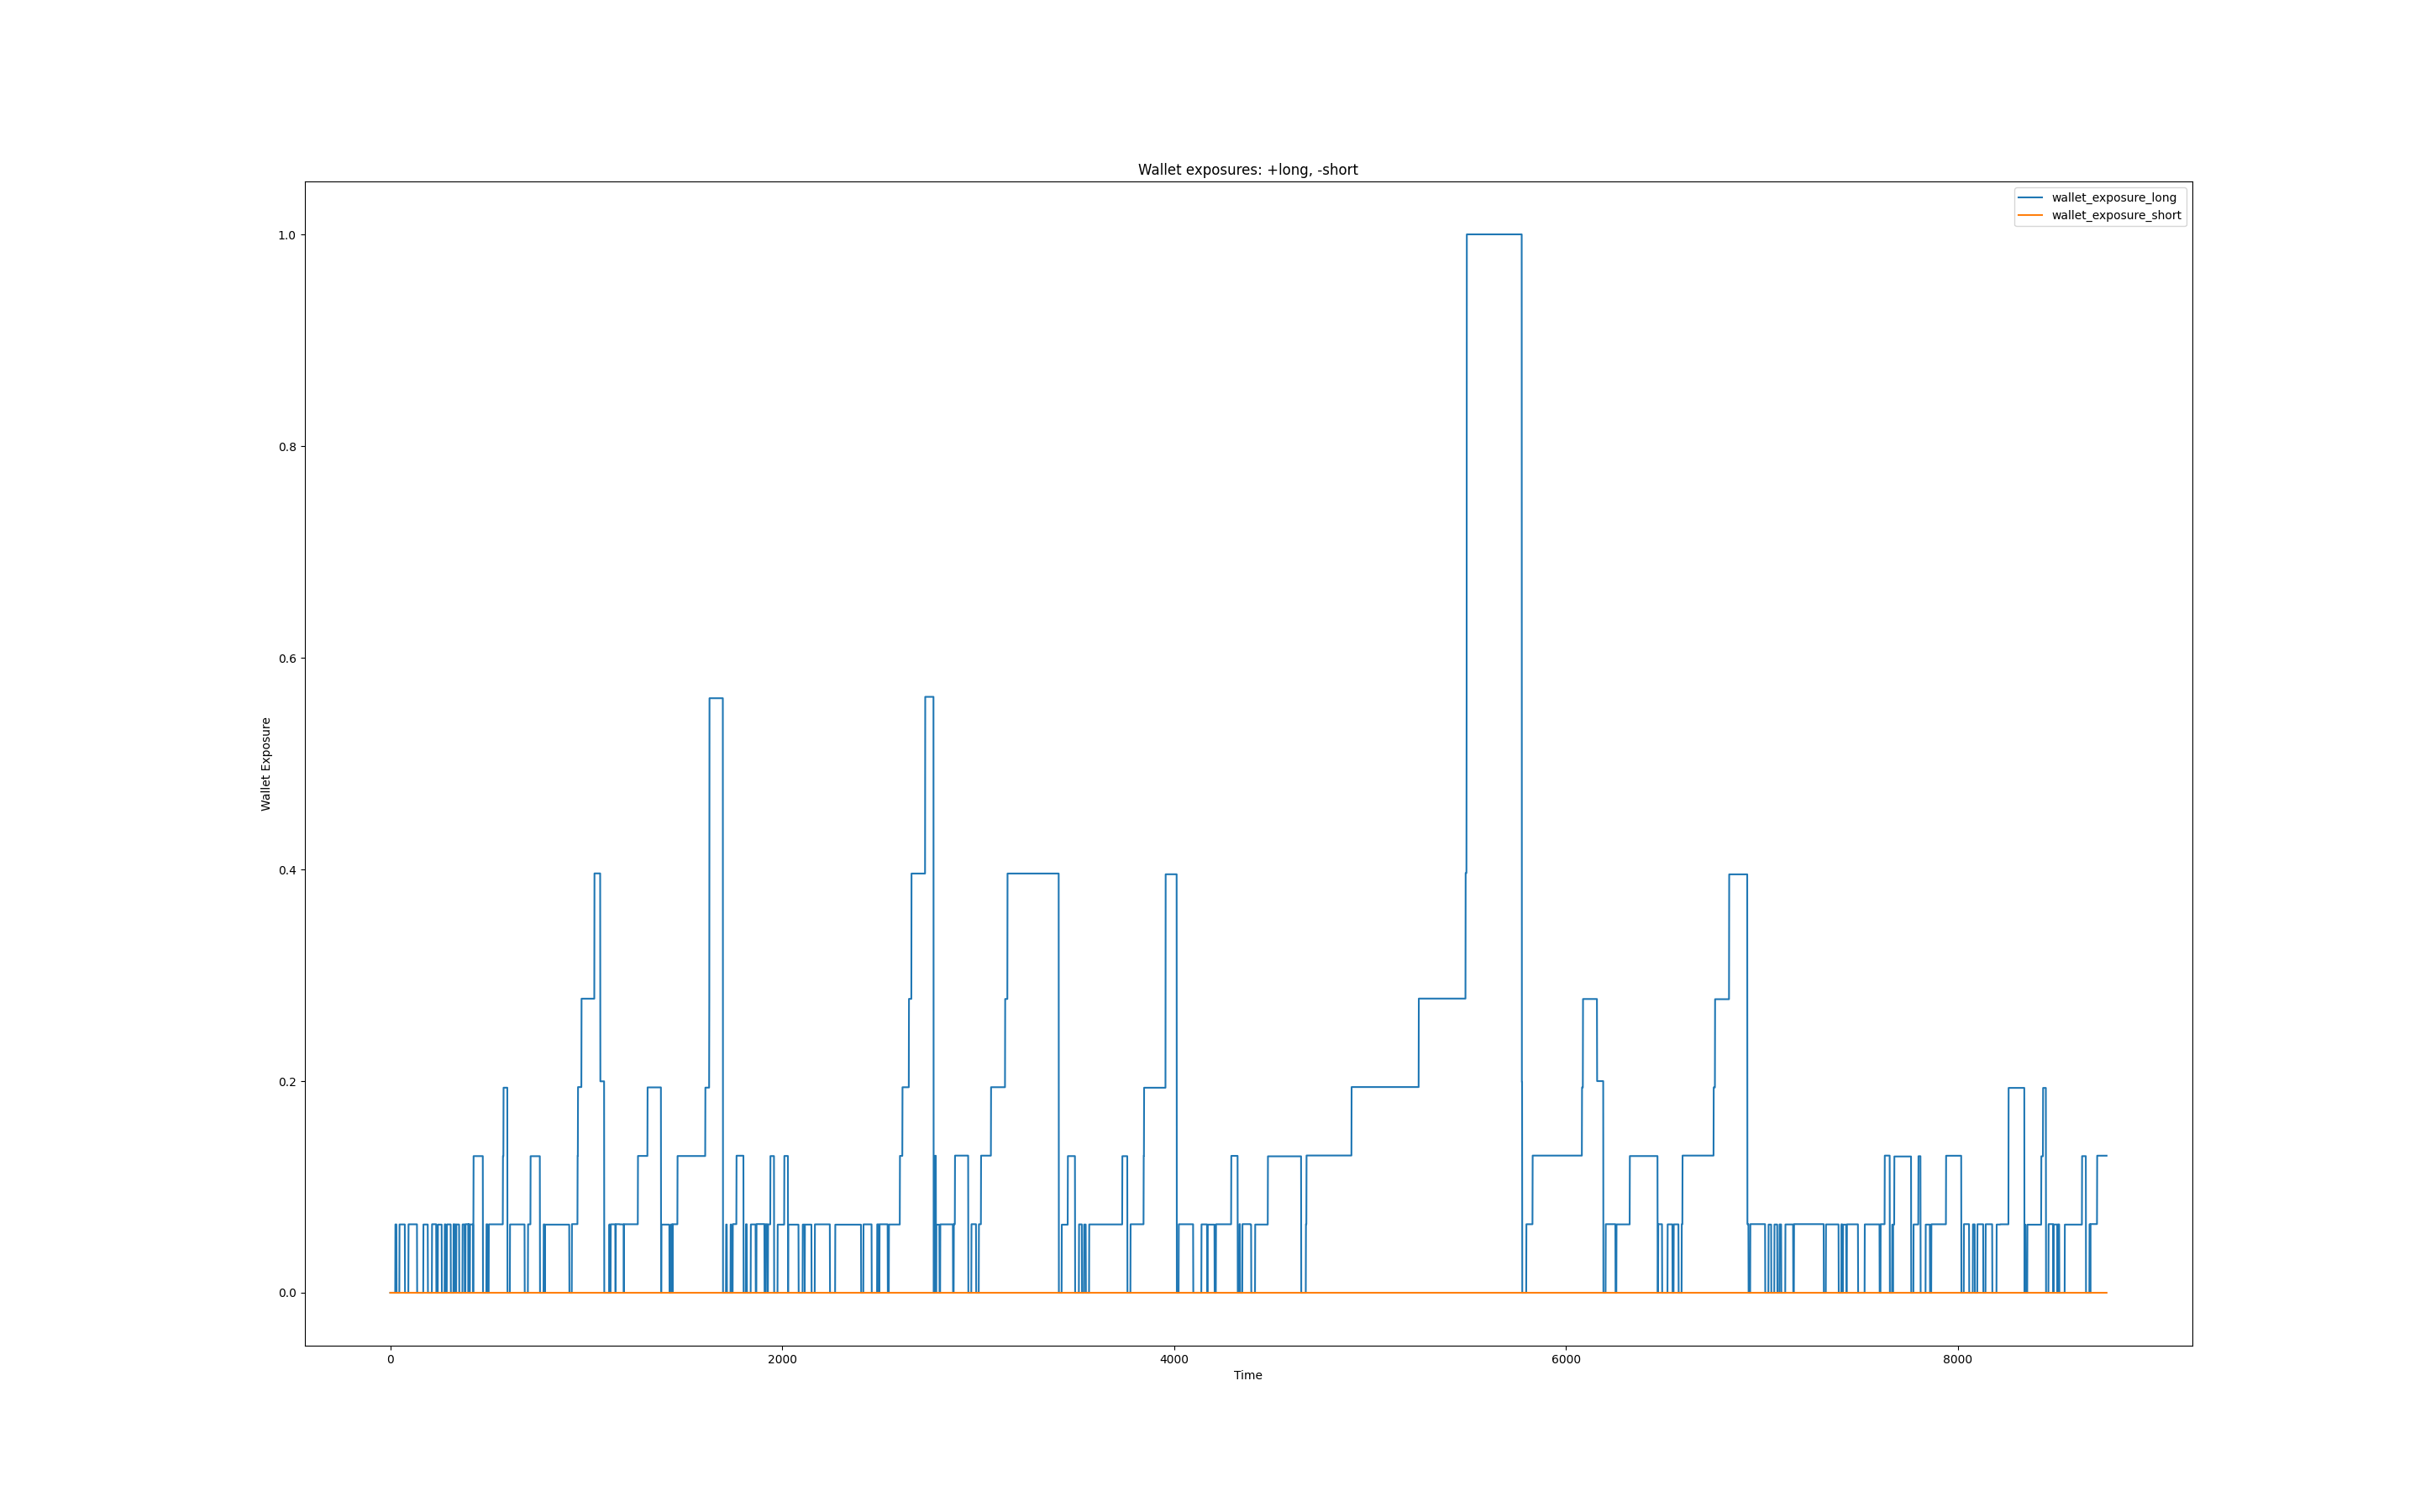 Wallet exposures: +long, -short
wallet_exposure_long
wallet_exposure_short
1.0
0.8
0.6
0.4
0.2
0.0
Wallet Exposure
0 2000 4000 6000 8000
Time